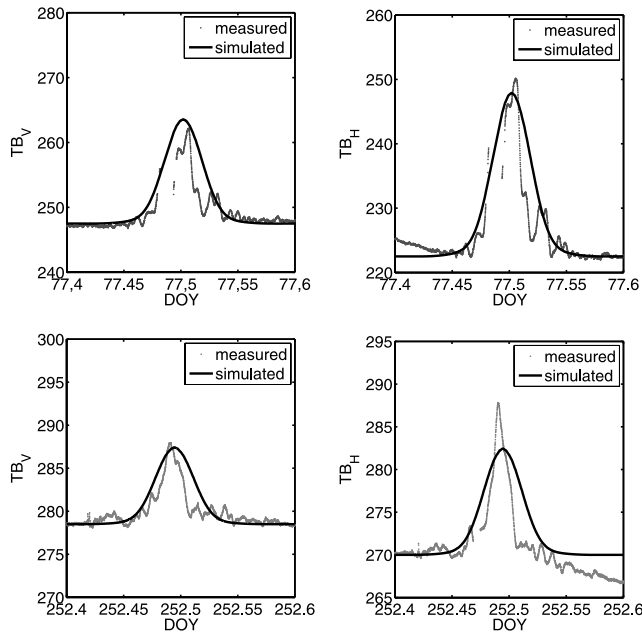 280
270
260
250
240
TB_V
measured
simulated
77,4 77.45 77,5 77,55 77,6
DOY
260
250
240
230
220
TB_H
measured
simulated
77.4 77.45 77.5 77.55 77.6
DOY
300
295
290
285
280
275
270
TB_V
measured
simulated
252.4 252.45 252.5 252.55 252.6
DOY
295
290
285
280
275
270
265
TB_H
measured
simulated
252.4 252.45 252.5 252.55 252.6
DOY